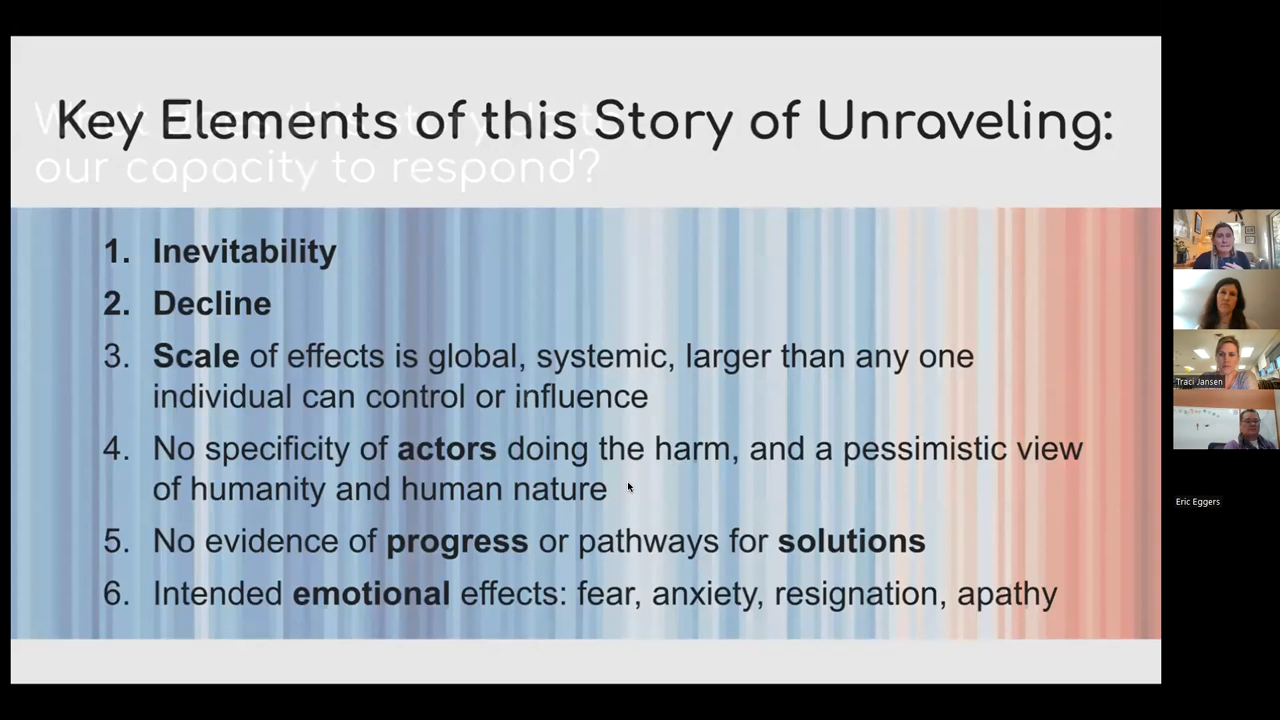 Key Elements of this Story of Unraveling:
our capacity to respond?
1. Inevitability
2. Decline
3. Scale of effects is global, systemic, larger than any one
individual can control or influence
4. No specificity of actors doing the harm, and a pessimistic view
of humanity and human nature
5. No evidence of progress or pathways for solutions
6. Intended emotional effects: fear, anxiety, resignation, apathy
Traci Jansen
Eric Eggers